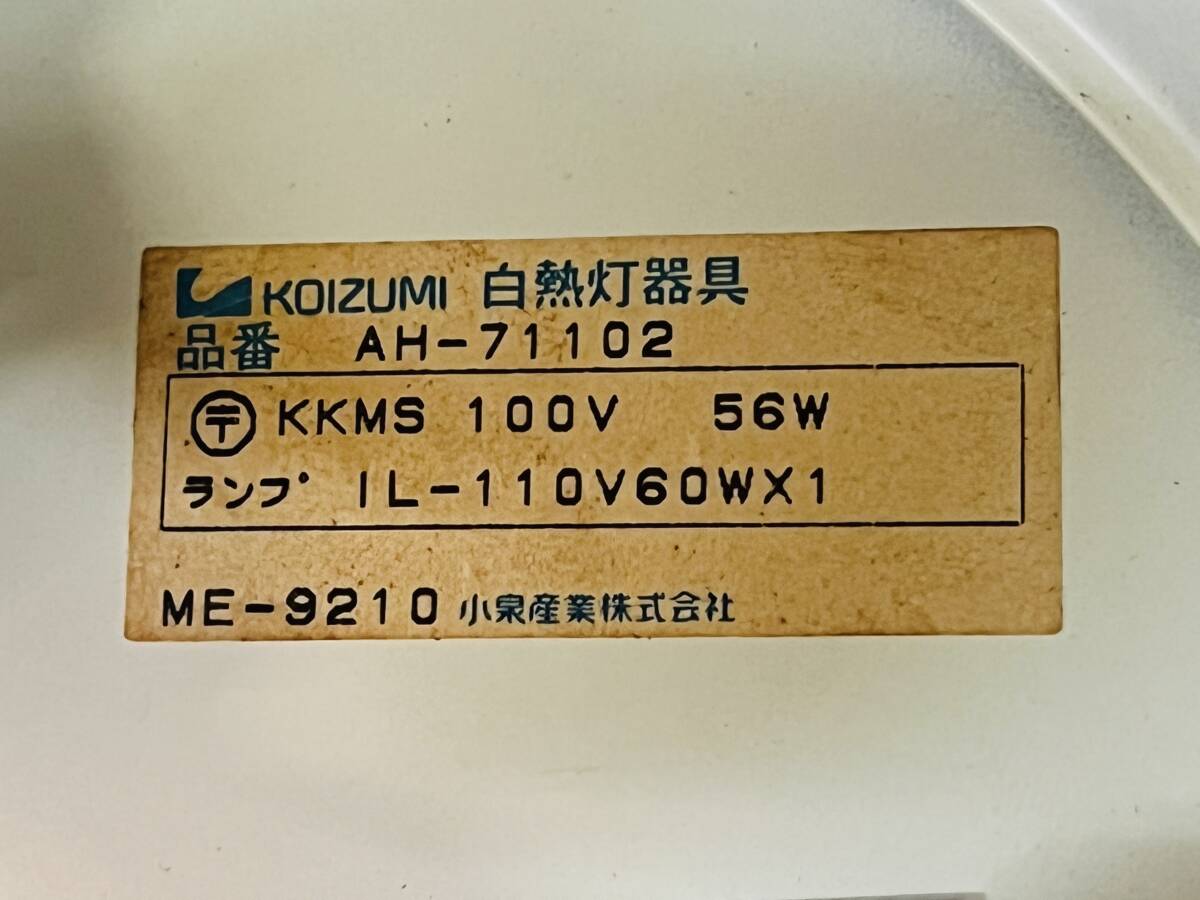 KOIZUMI 白熱灯器具
品番 AH-71102
〒 KKMS 100V 56W
ランプ IL-110V60WX1
ME-9210 小泉産業株式会社